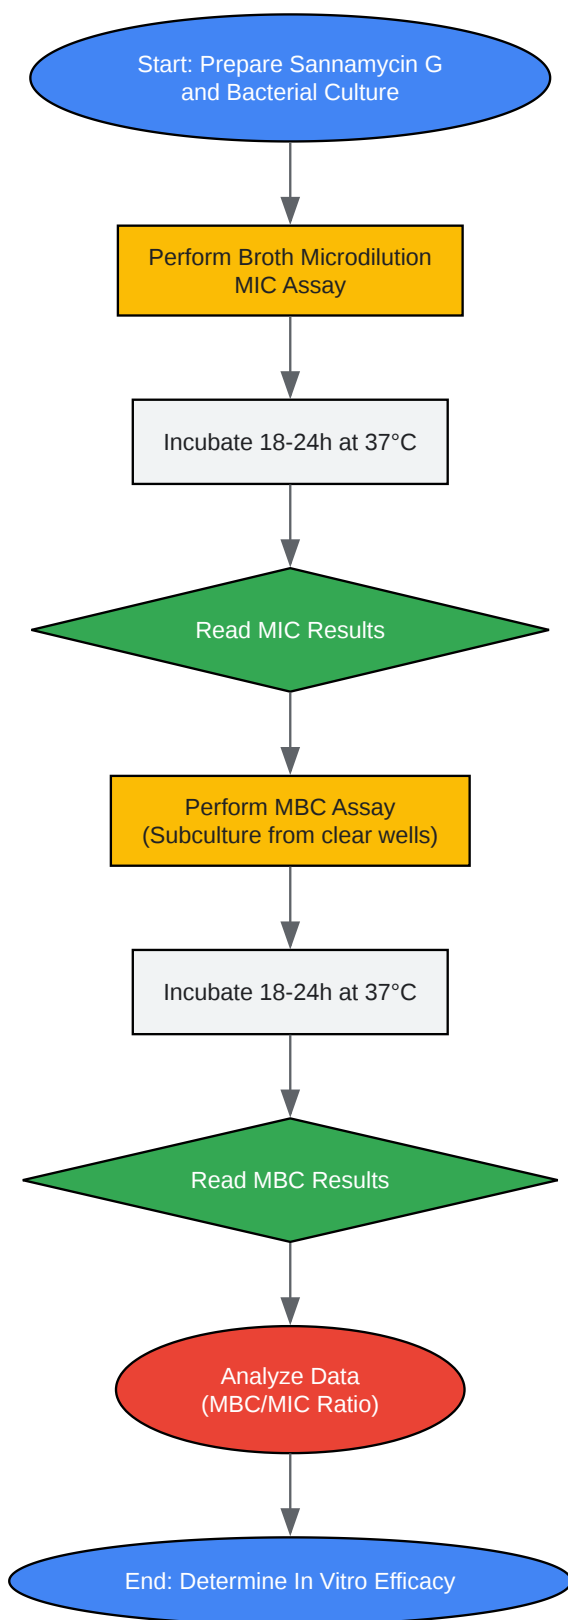 Start: Prepare Sannamycin G
and Bacterial Culture
Perform Broth Microdilution
MIC Assay
Incubate 18-24h at 37°C
Read MIC Results
Perform MBC Assay
(Subculture from clear wells)
Incubate 18-24h at 37°C
Read MBC Results
Analyze Data
(MBC/MIC Ratio)
End: Determine In Vitro Efficacy